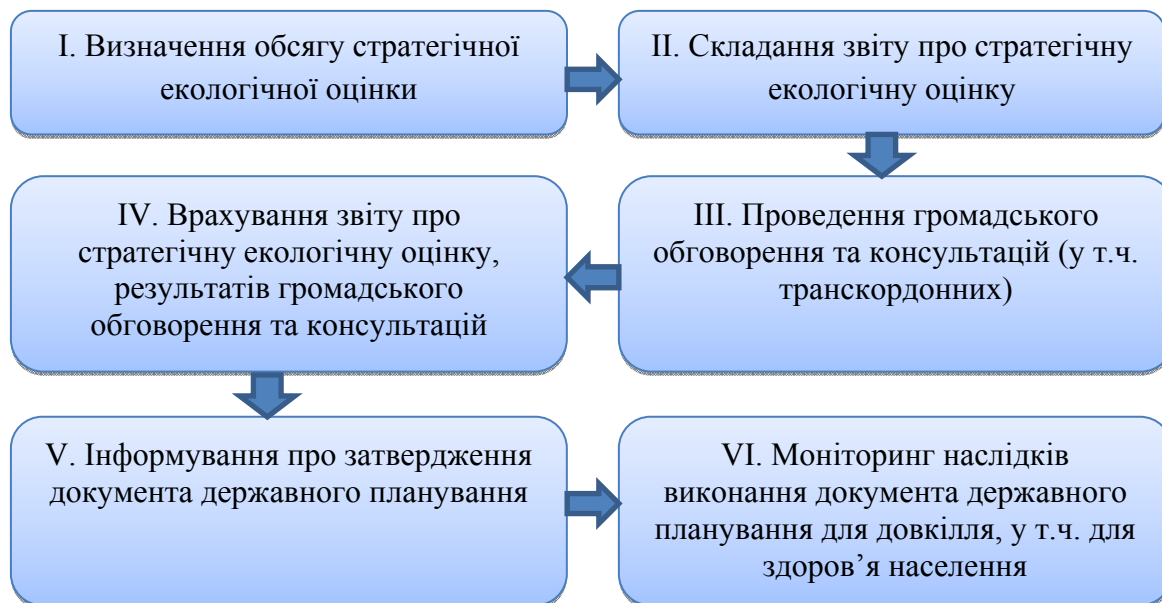 I. Визначення обсягу стратегічної
екологічної оцінки
II. Складання звіту про стратегічну
екологічну оцінку
III. Проведення громадського
обговорення та консультацій (у т.ч.
транскордонних)
IV. Врахування звіту про
стратегічну екологічну оцінку,
результатів громадського
обговорення та консультацій
V. Інформування про затвердження
документа державного планування
VI. Моніторинг наслідків
виконання документа державного
планування для довкілля, у т.ч. для
здоров’я населення